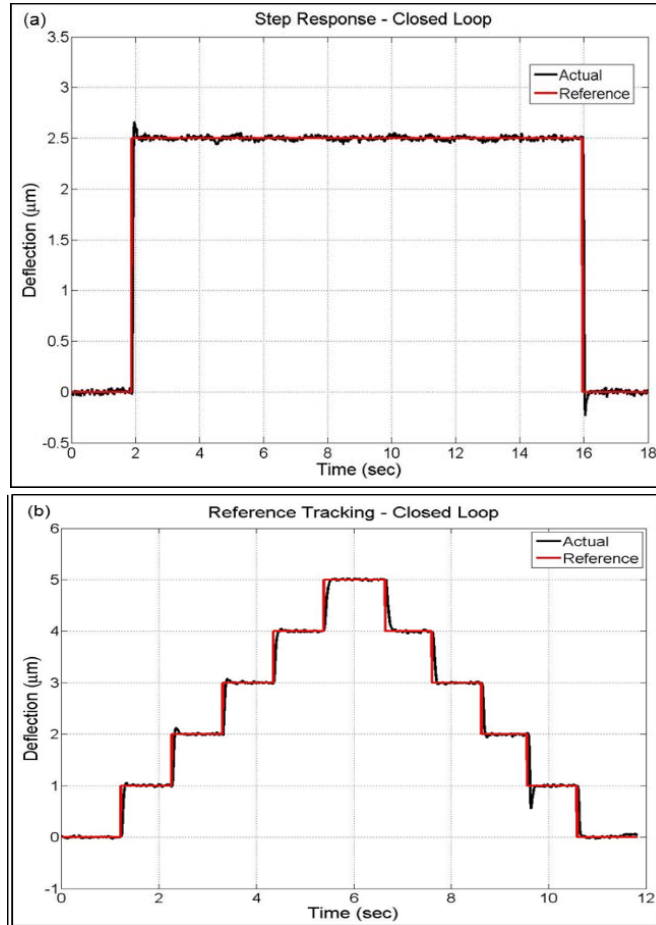 (a) Step Response - Closed Loop
3.5
3
2.5
2
1.5
1
0.5
0
-0.5
Deflection (μm)
Actual
Reference
0 2 4 6 8 10 12 14 16 18
Time (sec)
(b) Reference Tracking - Closed Loop
6
5
4
3
2
1
0
-1
Deflection (μm)
Actual
Reference
0 2 4 6 8 10 12
Time (sec)